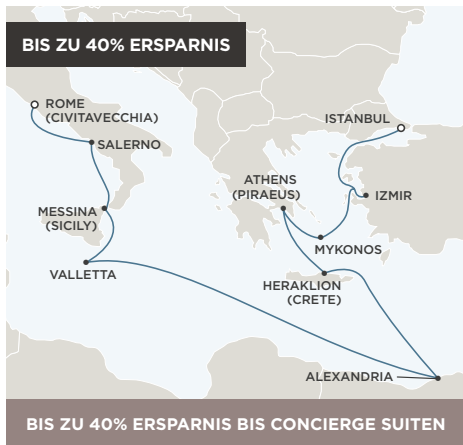 BIS ZU 40% ERSPARNIS
ROME
(CIVITAVECCHIA)
SALERNO
ISTANBUL
ATHENS
(PIRAEUS)
IZMIR
MESSINA
(SICILY)
MYKONOS
VALLETTA
HERAKLION
(CRETE)
ALEXANDRIA
BIS ZU 40% ERSPARNIS BIS CONCIERGE SUITEN